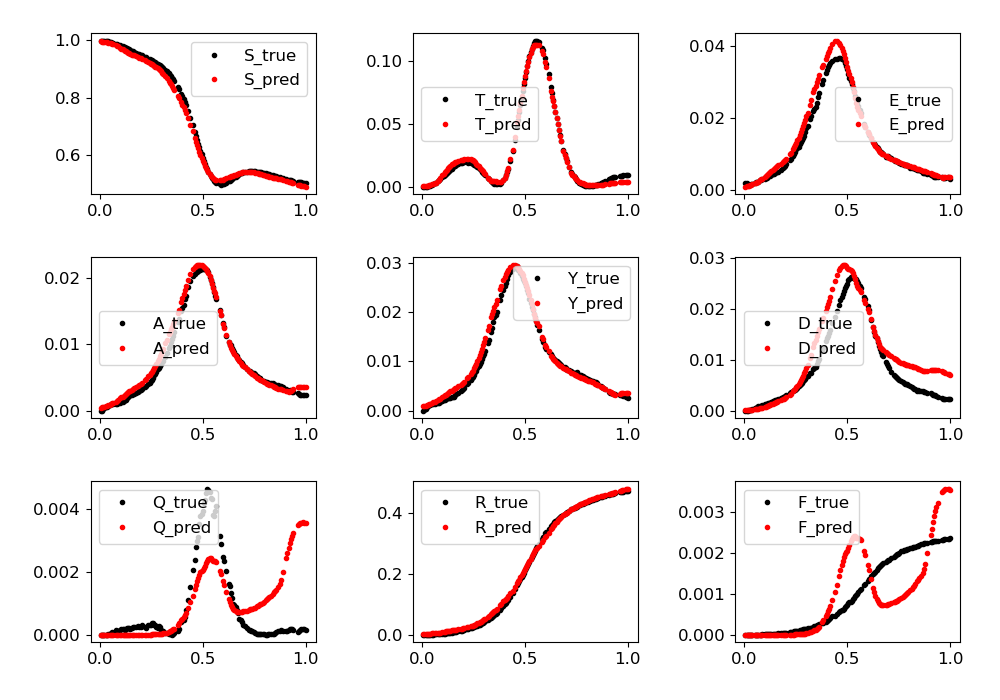 1.0
0.8
0.6
0.0 0.5 1.0
S_true
S_pred
0.10
0.05
0.00
0.0 0.5 1.0
T_true
T_pred
0.04
0.02
0.00
0.0 0.5 1.0
E_true
E_pred
0.02
0.01
0.00
0.0 0.5 1.0
A_true
A_pred
0.03
0.02
0.01
0.00
0.0 0.5 1.0
Y_true
Y_pred
0.03
0.02
0.01
0.00
0.0 0.5 1.0
D_true
D_pred
0.004
0.002
0.000
0.0 0.5 1.0
Q_true
Q_pred
0.4
0.2
0.0
0.0 0.5 1.0
R_true
R_pred
0.003
0.002
0.001
0.000
0.0 0.5 1.0
F_true
F_pred